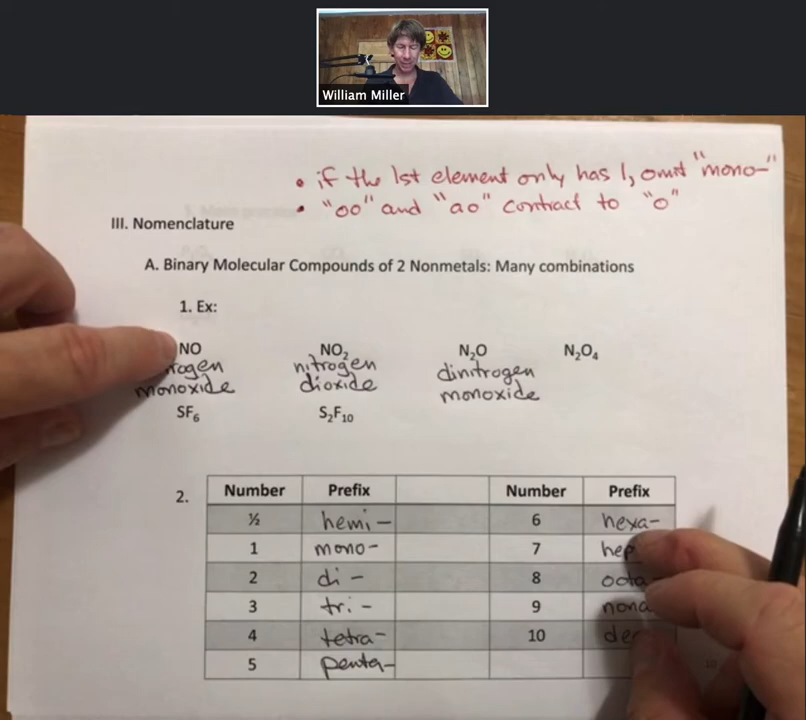 William Miller
• if the 1st element only has 1, omit "mono-"
• "oo" and "ao" contract to "o"
III. Nomenclature
A. Binary Molecular Compounds of 2 Nonmetals: Many combinations
1. Ex:
NO NO₂ N₂O N₂O₄
nitrogen dinitrogen
monoxide dioxide monoxide
SF₆ S₂F₁₀
2.
Number Prefix Number Prefix
½ hemi- 6 hexa-
1 mono- 7
2 di- 8 octa-
3 tri- 9 nona
4 tetra- 10
5 penta-
10